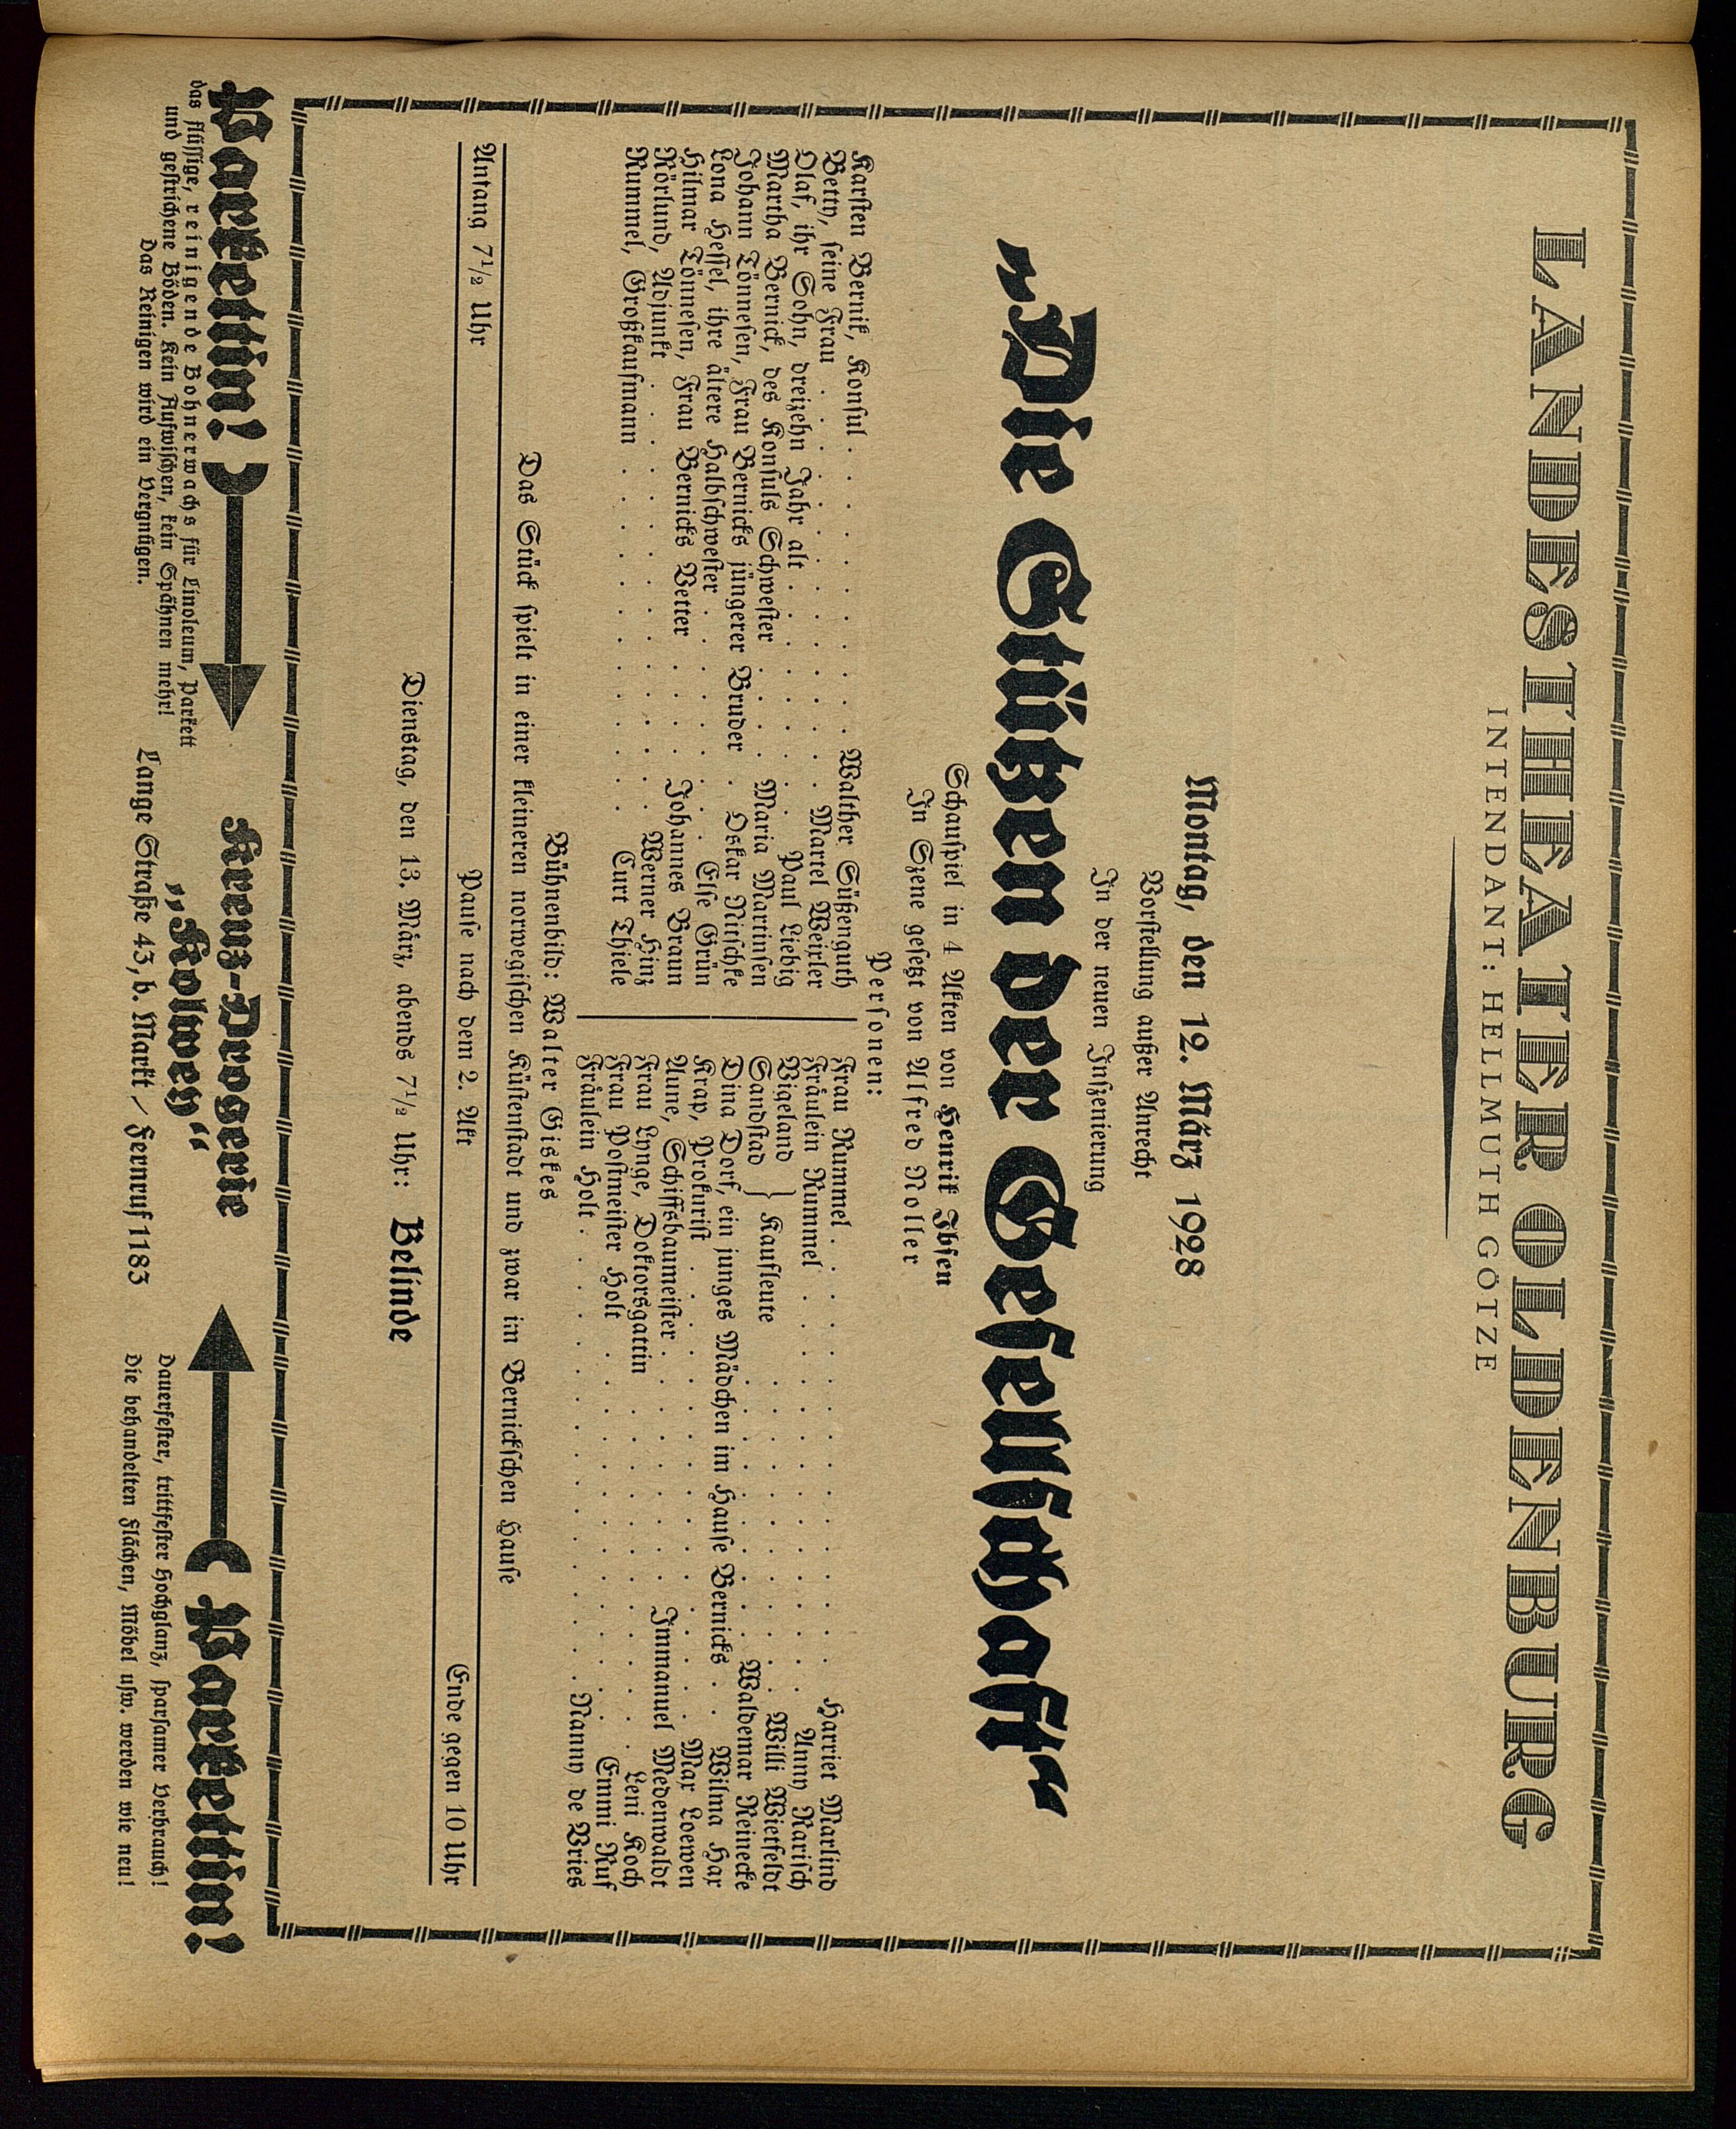 LANDESTHEATER OLDENBURG
INTENDANT: HELLMUTH GÖTZE
Montag, den 12. März 1928
Vorstellung außer Anrecht
In der neuen Inszenierung
„Die Stützen der Gesellschaft“
Schauspiel in 4 Akten von Henrik Ibsen
In Szene gesetzt von Alfred Noller
Personen:
Karsten Bernik, Konsul . . . . . . Walther Süßenguth
Betty, seine Frau . . . . . . . . Martel Weixler
Olaf, ihr Sohn, dreizehn Jahr alt . . . . . Paul Liebig
Martha Bernick, des Konsuls Schwester . . . Maria Martinsen
Johann Tönnesen, Frau Bernicks jüngerer Bruder . Oskar Nitschke
Lona Hessel, ihre ältere Halbschwester . . . . . Else Grün
Hilmar Tönnesen, Frau Bernicks Vetter . . . Johannes Braun
Rörlund, Adjunkt . . . . . . . . . Werner Hinz
Rummel, Großkaufmann . . . . . . . Curt Thiele
Frau Rummel . . . . . . . . . Harriet Marlind
Fräulein Rummel . . . . . . . . Anny Rarisch
Wigeland } Kaufleute . . . . . . Willi Wietfeldt
Sandstad . . . . . . Waldemar Reinecke
Dina Dorf, ein junges Mädchen im Hause Bernicks . Wilma Hax
Krap, Prokurist . . . . . . . . . Max Loewen
Aune, Schiffsbaumeister . . . . . Immanuel Medenwaldt
Frau Lynge, Doktorsgattin . . . . . . . Leni Koch
Frau Postmeister Holt . . . . . . . Emmi Ruf
Fräulein Holt . . . . . . . . . Nanny de Vries
Bühnenbild: Walter Giskes
Das Stück spielt in einer kleineren norwegischen Küstenstadt und zwar im Bernickschen Hause
Anfang 7½ Uhr Pause nach dem 2. Akt Ende gegen 10 Uhr
Dienstag, den 13. März, abends 7½ Uhr: Belinde
Parkettin!
das flüssige, reinigende Bohnerwachs für Linoleum, Parkett
und gestrichene Böden. Kein Aufwischen, kein Spähnen mehr!
Das Reinigen wird ein Vergnügen.
Kreuz-Drogerie
„Kolwey“
Lange Straße 43, b. Markt / Fernruf 1183
Parkettin!
Dauerfester, trittfester Hochglanz, sparsamer Verbrauch!
Die behandelten Flächen, Möbel usw. werden wie neu!